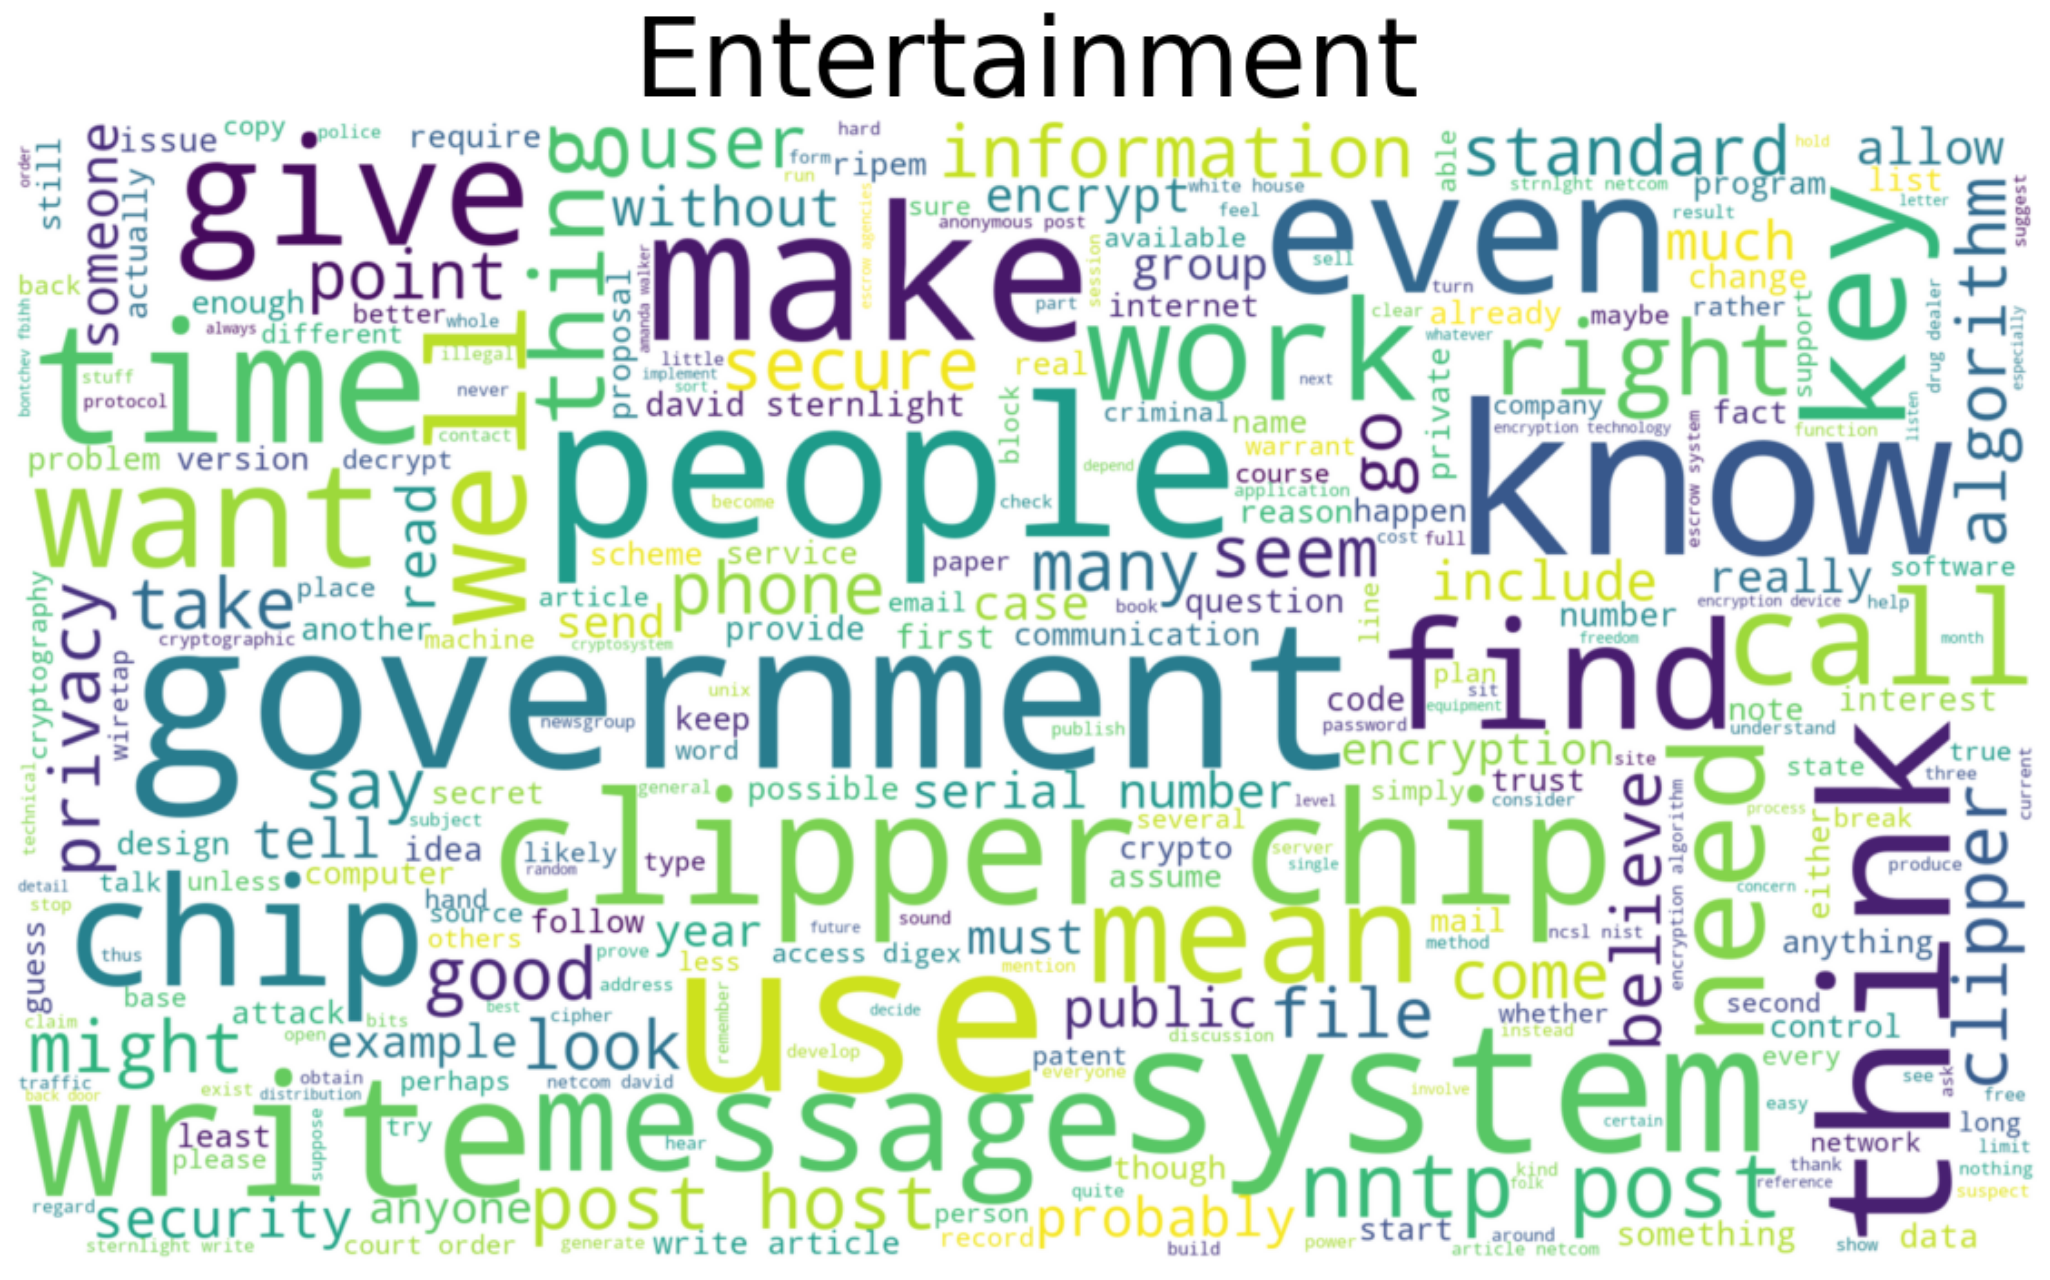 Entertainment
someone
issue
copy
police
require
thing
user
hard
information
standard
hold
allow
order
still
actually
give
form
ripem
run
able
strnlght netcom
program
list
key
letter
algorithm
suggest
without
escrow agencies
sure
encrypt
white house
feel
anonymous post
even
result
much
point
proposal
amanda walker
make
session
available
group
sell
change
back
enough
better
whole
part
internet
turn
already
maybe
rather
support
drug dealer
especially
bontchev fbihh
time
always
different
well
illegal
little
implement
sort
secure
real
work
clear
whatever
right
stuff
protocol
never
next
private
david sternlight
block
criminal
name
go
company
encryption technology
fact
function
listen
contact
people
depend
warrant
know
escrow system
problem
version
decrypt
course
application
want
read
become
check
reason
happen
cost
full
scheme
service
paper
many
seem
include
really
software
cryptography
privacy
take
place
article
phone
email
case
book
question
line
number
encryption device
help
cryptographic
another
machine
send
cryptosystem
provide
first
communication
freedom
call
month
wiretap
government
unix
find
plan
sit
equipment
interest
newsgroup
keep
code
password
note
understand
word
publish
encryption
site
need
think
true
technical
say
secret
general
possible
serial number
level
simply
trust
consider
believe
state
three
current
design
tell
subject
idea
clipper chip
several
process
break
clipper
likely
random
type
crypto
server
single
encryption algorithm
either
produce
detail
stop
talk
unless
computer
assume
concern
guess
chip
thus
hand
source
others
follow
year
future
sound
must
mean
mail
method
ncsl nist
anything
good
prove
less
access digex
mention
come
base
address
use
decide
public
file
whether
second
claim
attack
bits
best
cipher
remember
discussion
instead
control
might
open
example
look
develop
patent
everyone
system
every
see
ask
traffic
back door
exist
obtain
distribution
perhaps
netcom david
involve
free
write
least
suppose
try
message
hear
certain
easy
long
please
though
network
limit
quite
nntp post
kind
folk
thank
reference
nothing
suspect
regard
security
anyone
post host
person
probably
start
around
something
data
sternlight write
court order
generate
write article
record
build
power
article netcom
show